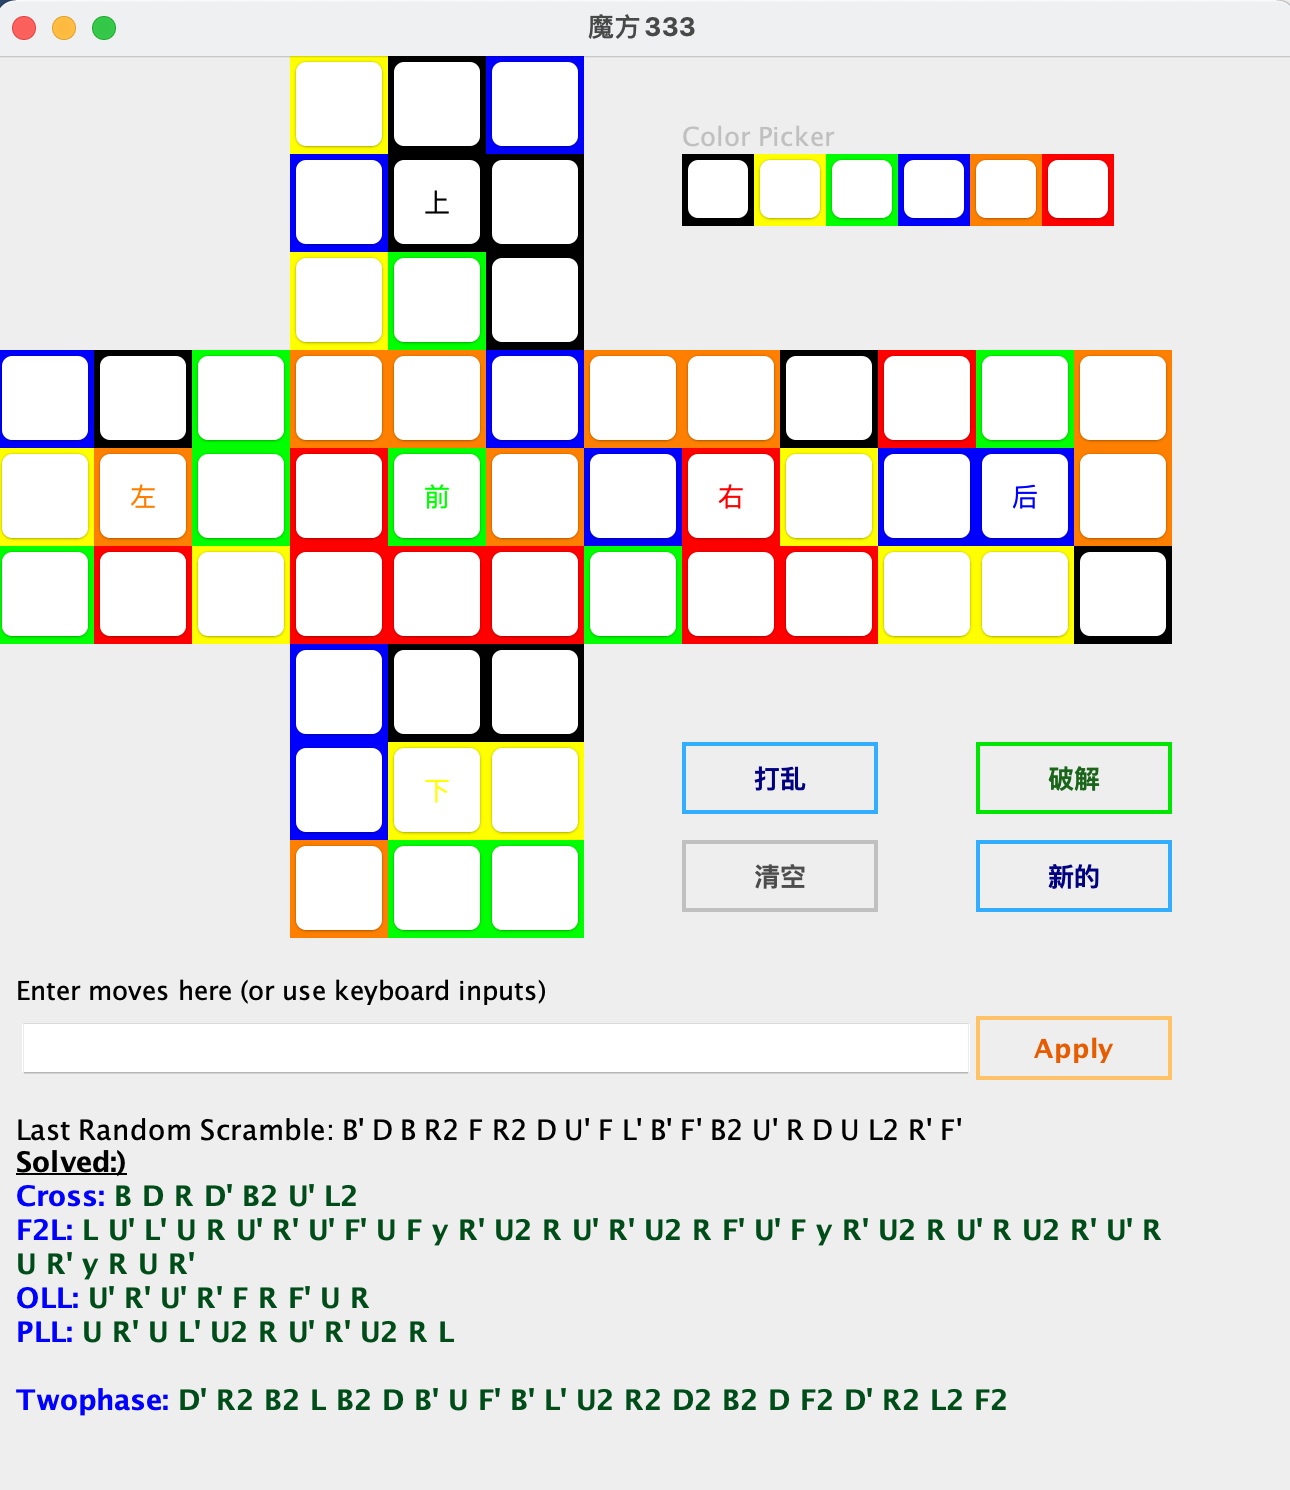 魔方333
Color Picker
上
左 前 右 后
下
打乱 破解
清空 新的
Enter moves here (or use keyboard inputs)
Apply
Last Random Scramble: B' D B R2 F R2 D U' F L' B' F' B2 U' R D U L2 R' F'
Solved:)
Cross: B D R D' B2 U' L2
F2L: L U' L' U R U' R' U' F' U F y R' U2 R U' R' U2 R F' U' F y R' U2 R U' R U2 R' U' R
U R' y R U R'
OLL: U' R' U' R' F R F' U R
PLL: U R' U L' U2 R U' R' U2 R L
Twophase: D' R2 B2 L B2 D B' U F' B' L' U2 R2 D2 B2 D F2 D' R2 L2 F2